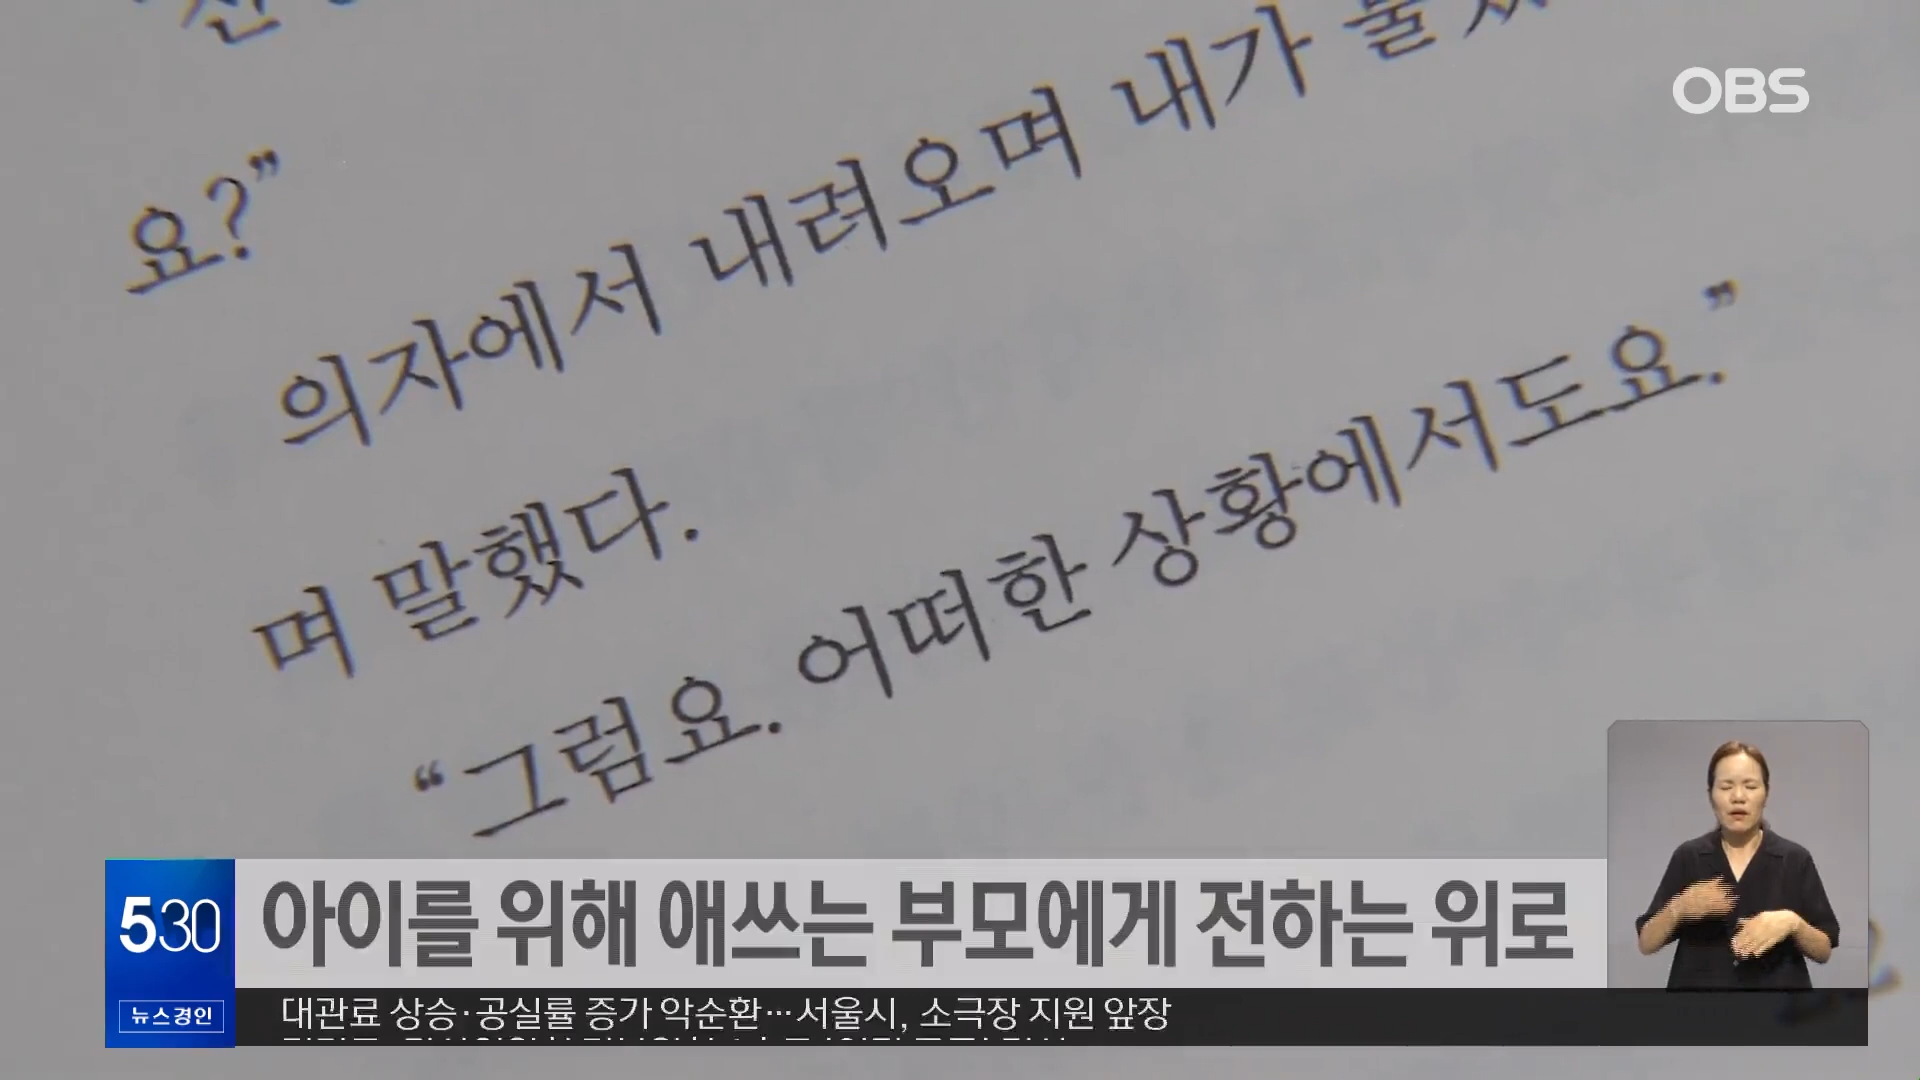 OBS
요?”
의자에서 내려오며 내가
며 말했다.
“그럼요. 어떠한 상황에서도요.”
530
뉴스경인
아이를 위해 애쓰는 부모에게 전하는 위로
대관료 상승·공실률 증가 악순환…서울시, 소극장 지원 앞장